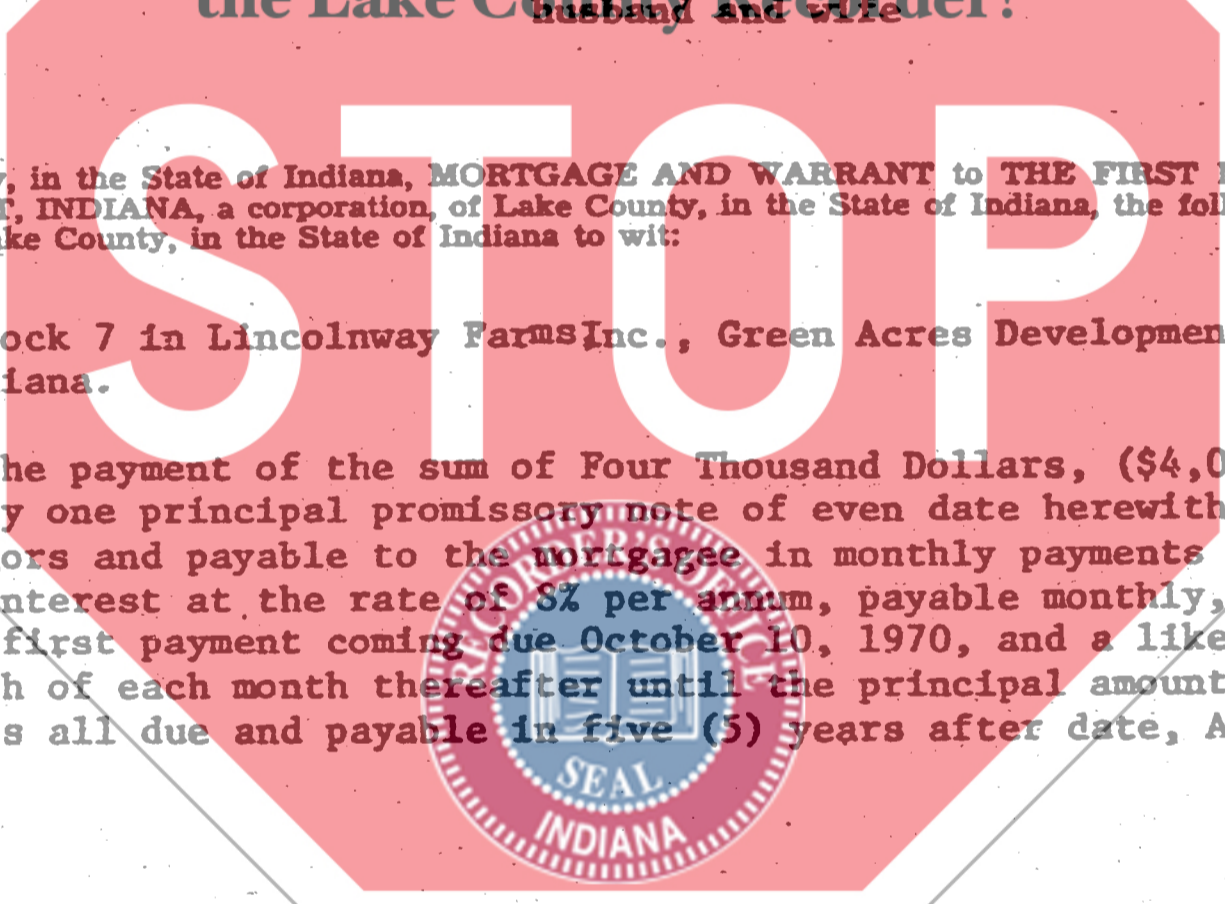 the Lake County Recorder!
husband and wife
STOP
, in the State of Indiana, MORTGAGE AND WARRANT to THE FIRST
, INDIANA, a corporation, of Lake County, in the State of Indiana, the fol
ke County, in the State of Indiana to wit:
ock 7 in Lincolnway Farms Inc., Green Acres Developmen
iana.
he payment of the sum of Four Thousand Dollars, ($4,0
y one principal promissory note of even date herewith
ors and payable to the mortgagee in monthly payments
nterest at the rate of 8% per annum, payable monthly,
first payment coming due October 10, 1970, and a like
h of each month thereafter until the principal amount
s all due and payable in five (5) years after date, A
RECORDER'S OFFICE
SEAL
INDIANA